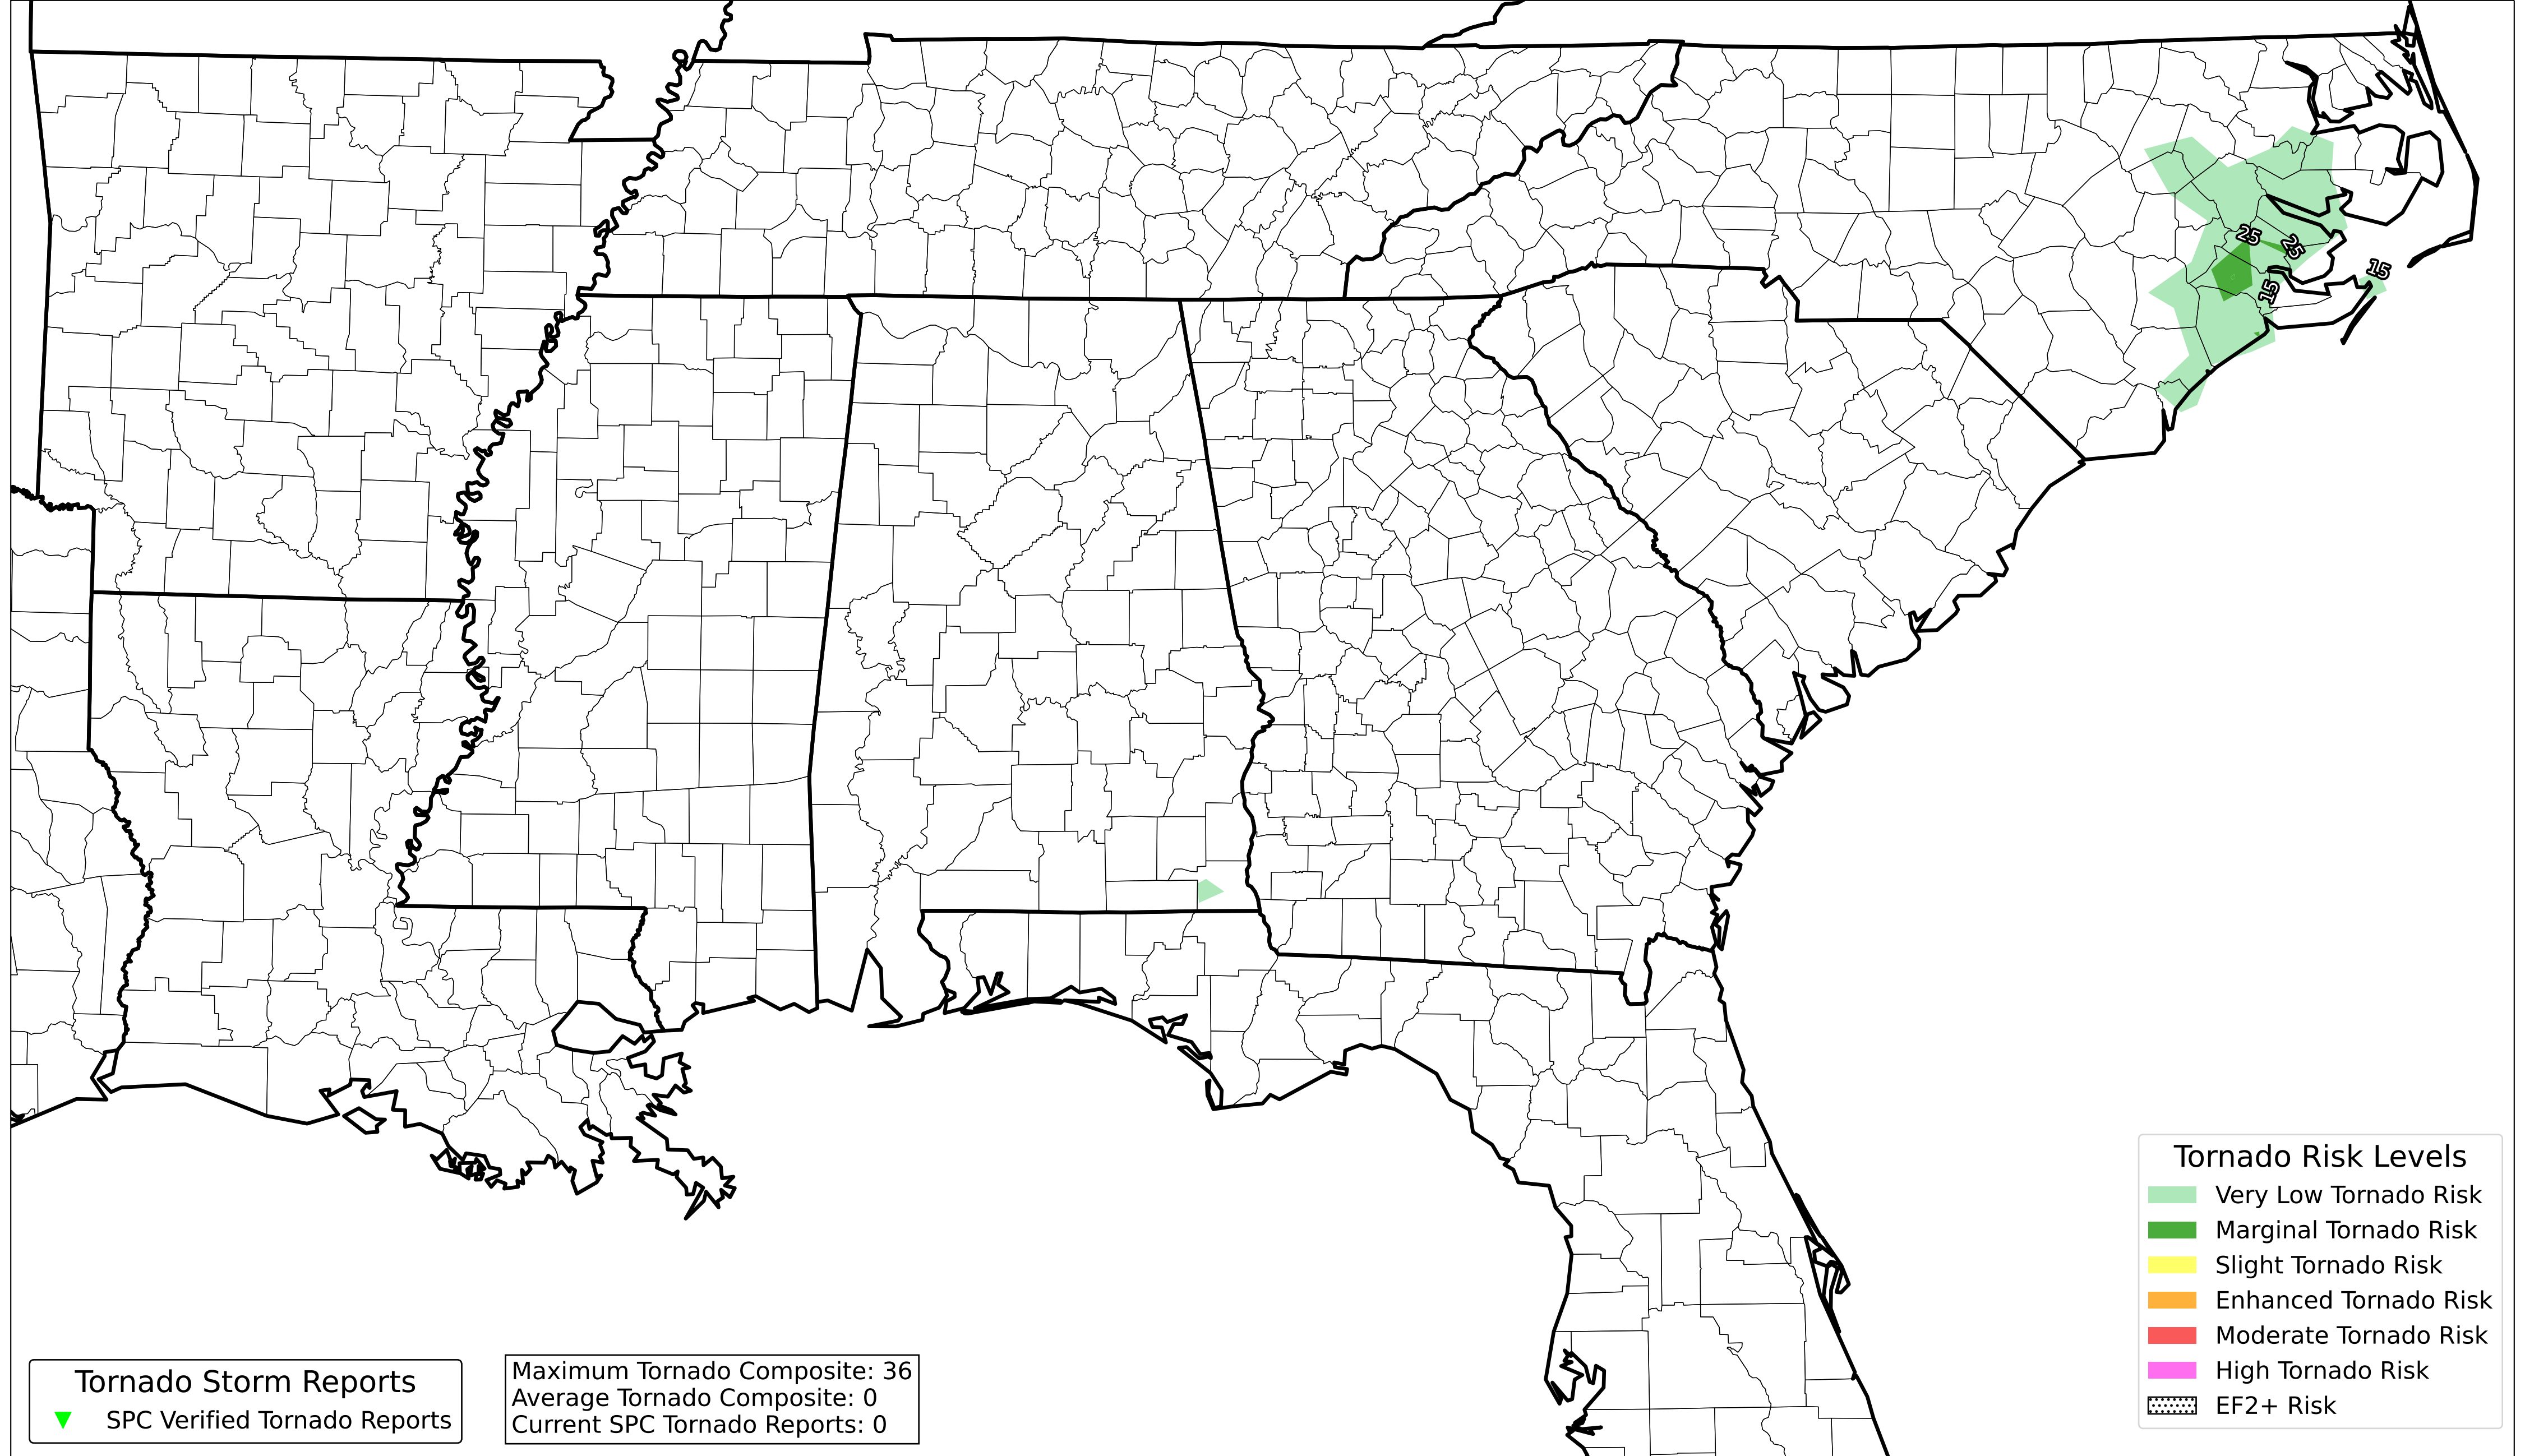 25
25
15
15
Tornado Risk Levels
Very Low Tornado Risk
Marginal Tornado Risk
Slight Tornado Risk
Enhanced Tornado Risk
Moderate Tornado Risk
High Tornado Risk
EF2+ Risk
Tornado Storm Reports
SPC Verified Tornado Reports
Maximum Tornado Composite: 36
Average Tornado Composite: 0
Current SPC Tornado Reports: 0